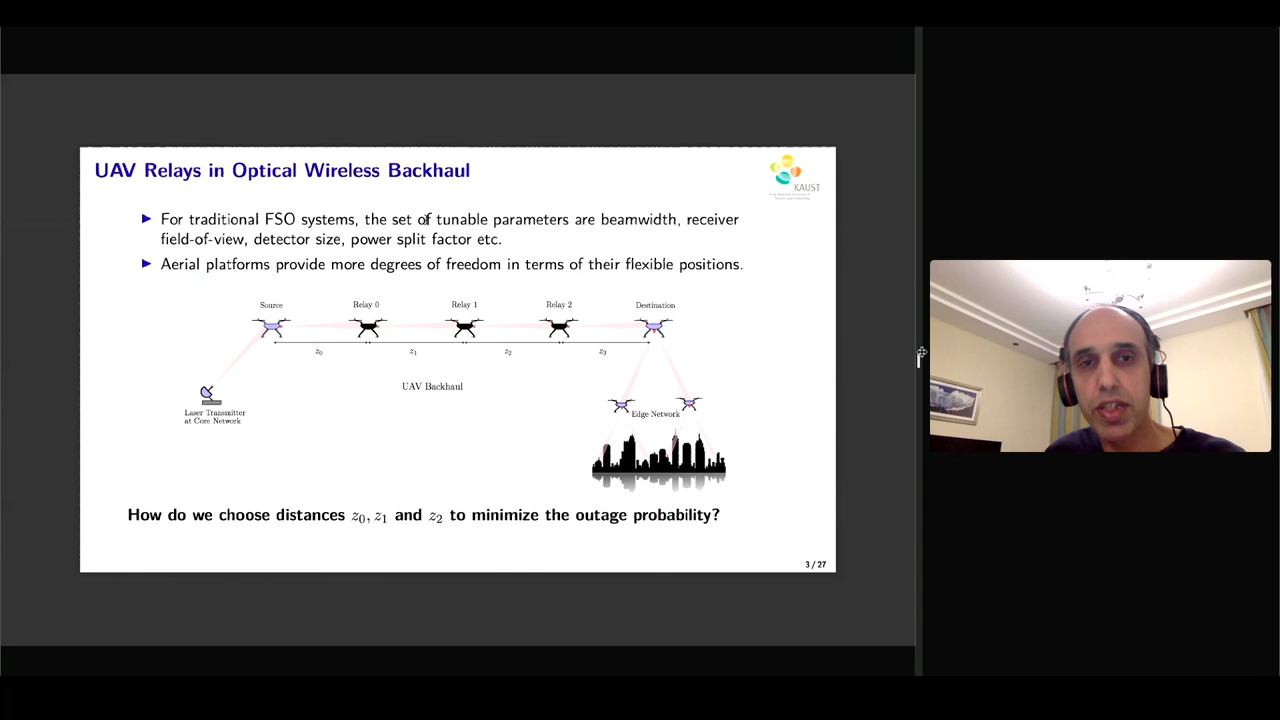 UAV Relays in Optical Wireless Backhaul
KAUST
For traditional FSO systems, the set of tunable parameters are beamwidth, receiver
field-of-view, detector size, power split factor etc.
Aerial platforms provide more degrees of freedom in terms of their flexible positions.
Source
Relay 0
Relay 1
Relay 2
Destination
z₀
z₁
z₂
z₃
UAV Backhaul
Laser Transmitter
at Core Network
Edge Network
How do we choose distances z₀, z₁ and z₂ to minimize the outage probability?
3 / 27